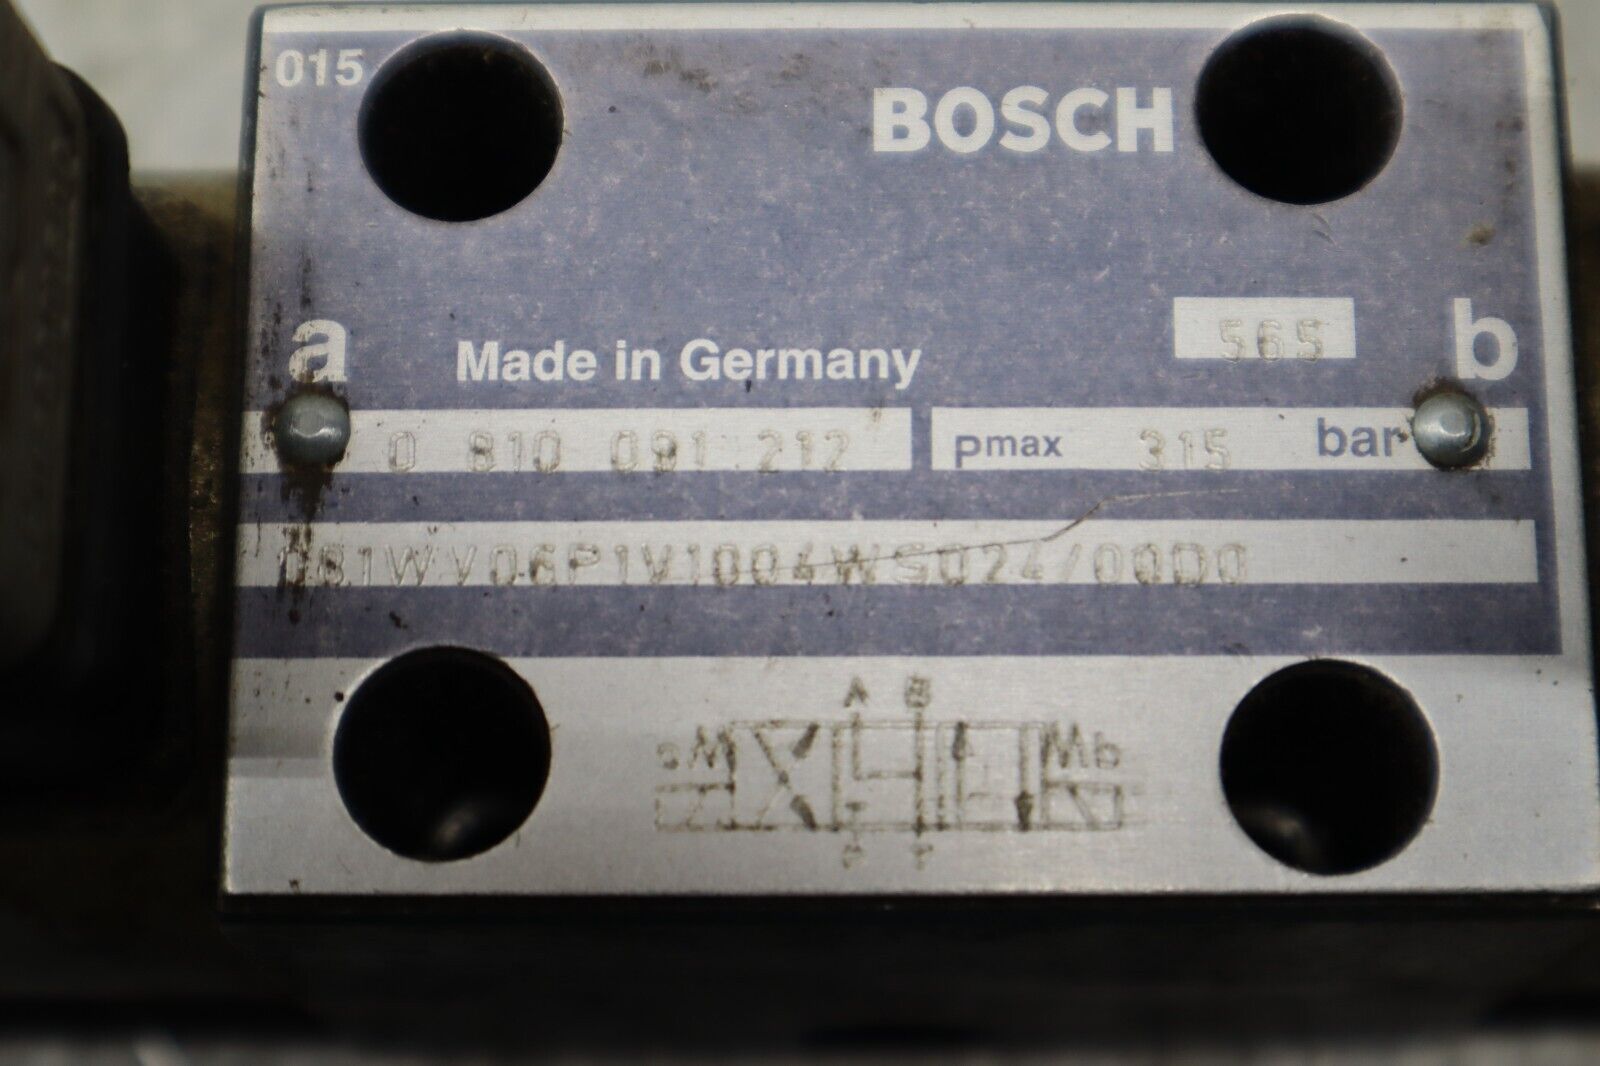 015
BOSCH
565
a Made in Germany b
0 810 091 212 pmax 315 bar
081WV06P1V1004WS024/00D0
A B
a W W b
P T